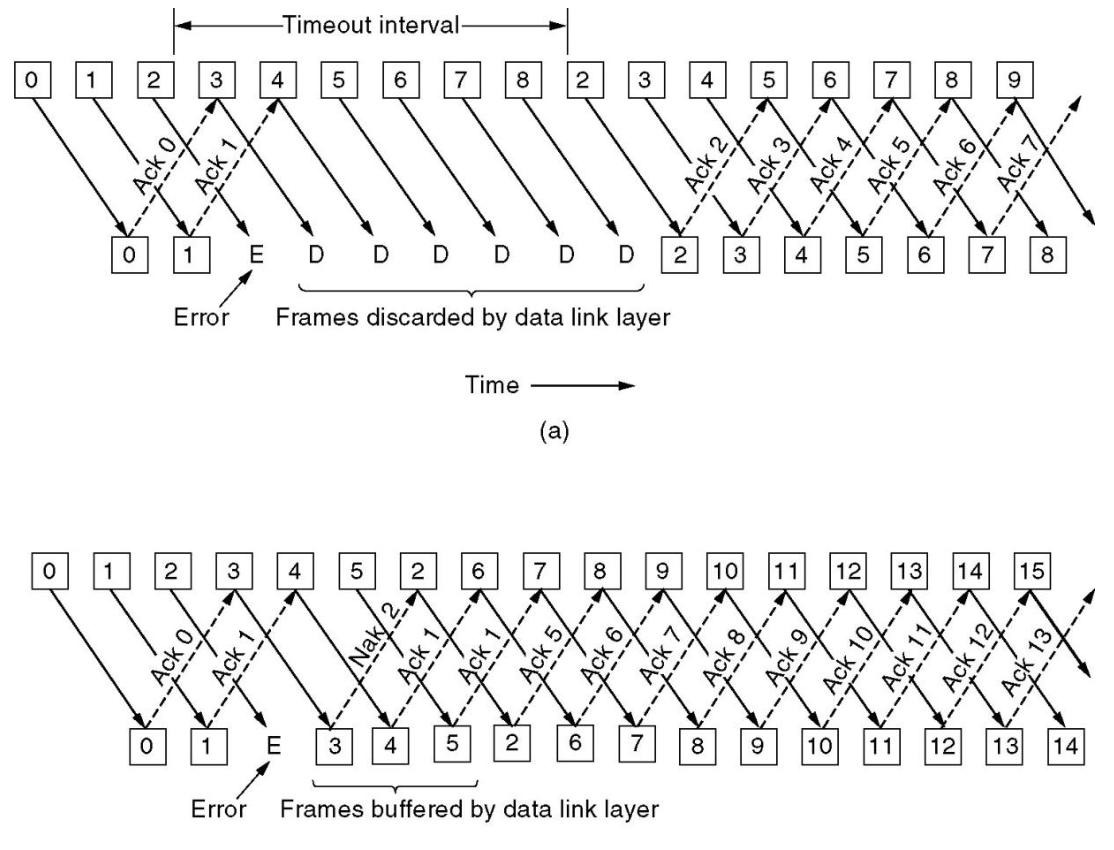 Timeout interval
0 1 2 3 4 5 6 7 8 2 3 4 5 6 7 8 9
Ack 0 Ack 1 Ack 2 Ack 3 Ack 4 Ack 5 Ack 6 Ack 7
0 1 E D D D D D D 2 3 4 5 6 7 8
Error Frames discarded by data link layer
Time
(a)
0 1 2 3 4 5 2 6 7 8 9 10 11 12 13 14 15
Ack 0 Ack 1 Nak 2 Ack 1 Ack 1 Ack 5 Ack 6 Ack 7 Ack 8 Ack 9 Ack 10 Ack 11 Ack 12 Ack 13
0 1 E 3 4 5 2 6 7 8 9 10 11 12 13 14
Error Frames buffered by data link layer